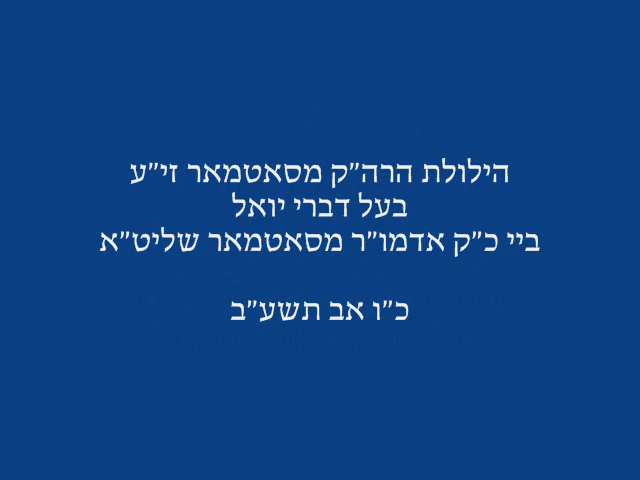 הילולת הרה"ק מסאטמאר זי"ע
בעל דברי יואל
ביי כ"ק אדמו"ר מסאטמאר שליט"א
כ"ו אב תשע"ב